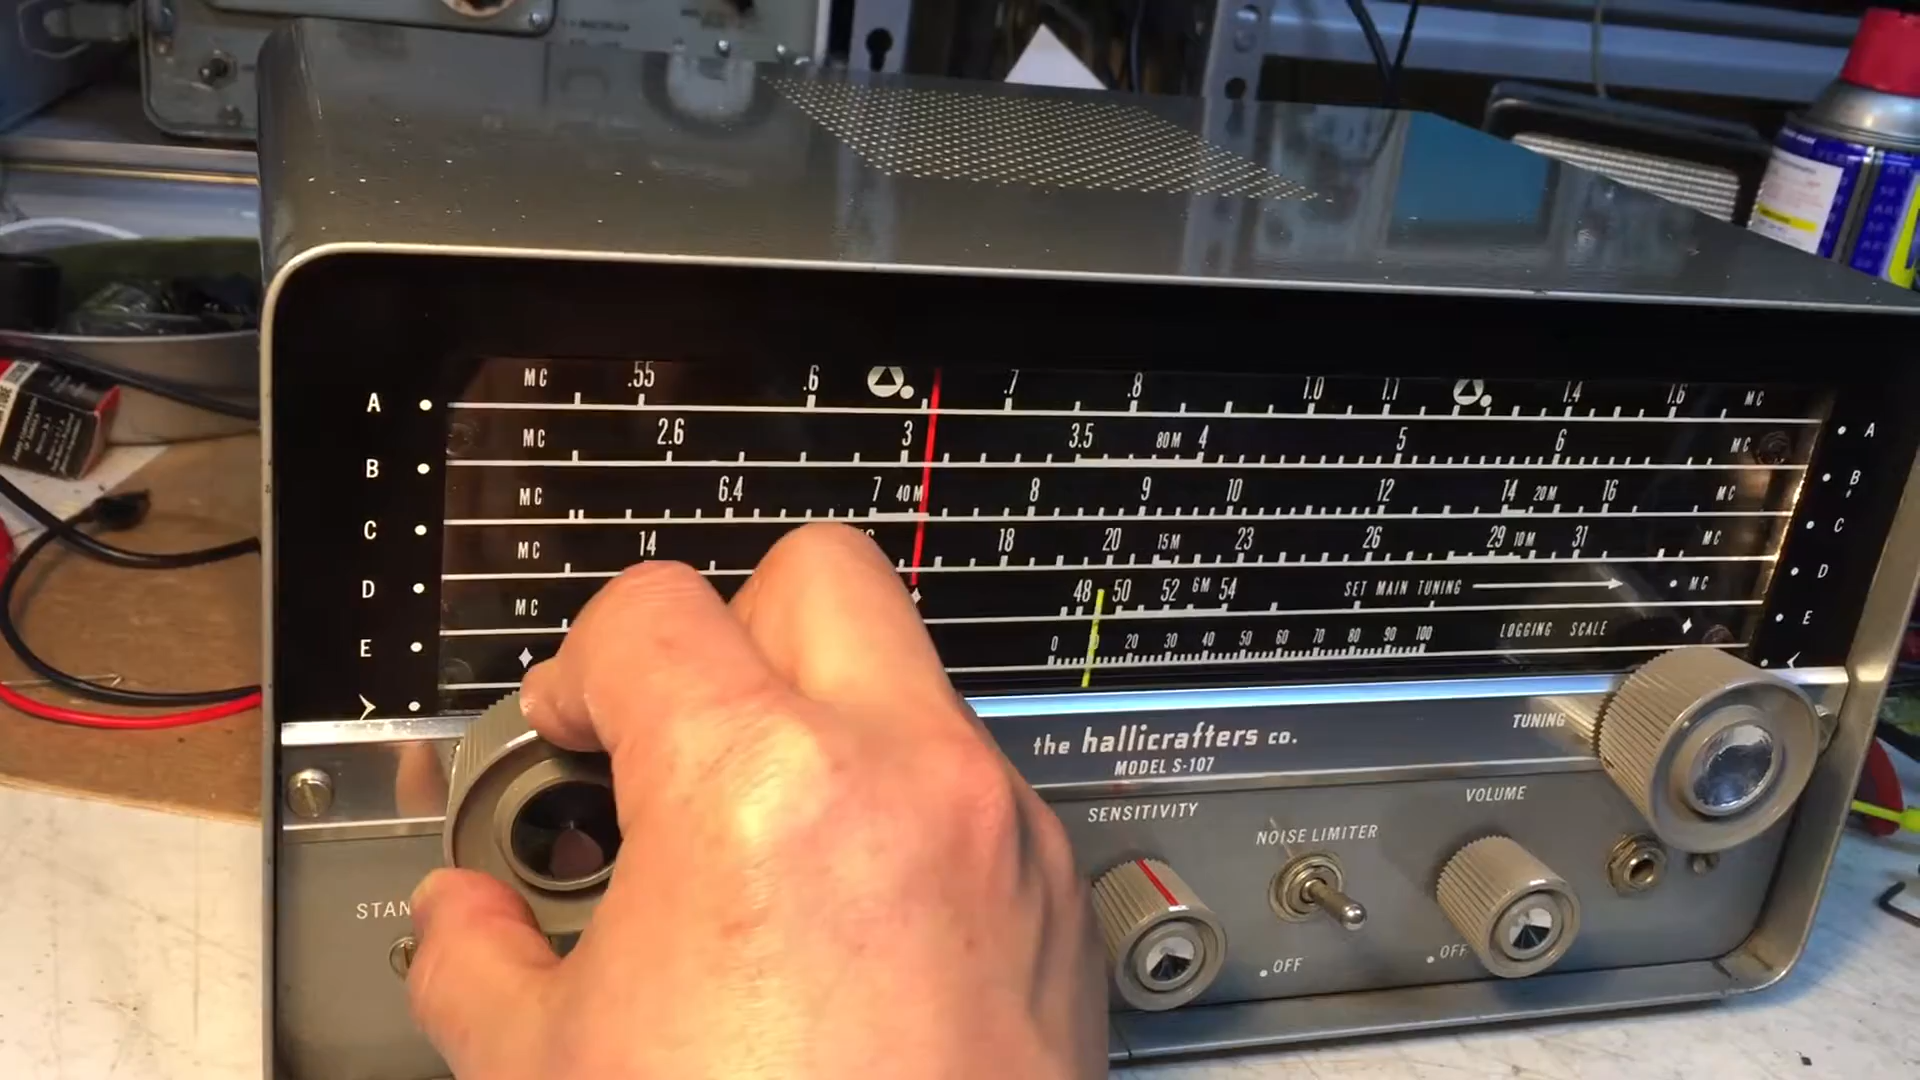 A MC .55 .6 .7 .8 1.0 1.1 1.4 1.6 MC A
B MC 2.6 3 3.5 80M 4 5 6 MC B
C MC 6.4 7 40M 8 9 10 12 14 20M 16 MC C
D MC 14 18 20 15M 23 26 29 10M 31 MC D
E MC 48 50 52 6M 54 SET MAIN TUNING MC E
0 20 30 40 50 60 70 80 90 100 LOGGING SCALE
the hallicrafters co.
MODEL S-107
TUNING
SENSITIVITY
NOISE LIMITER
VOLUME
STAN
OFF
OFF